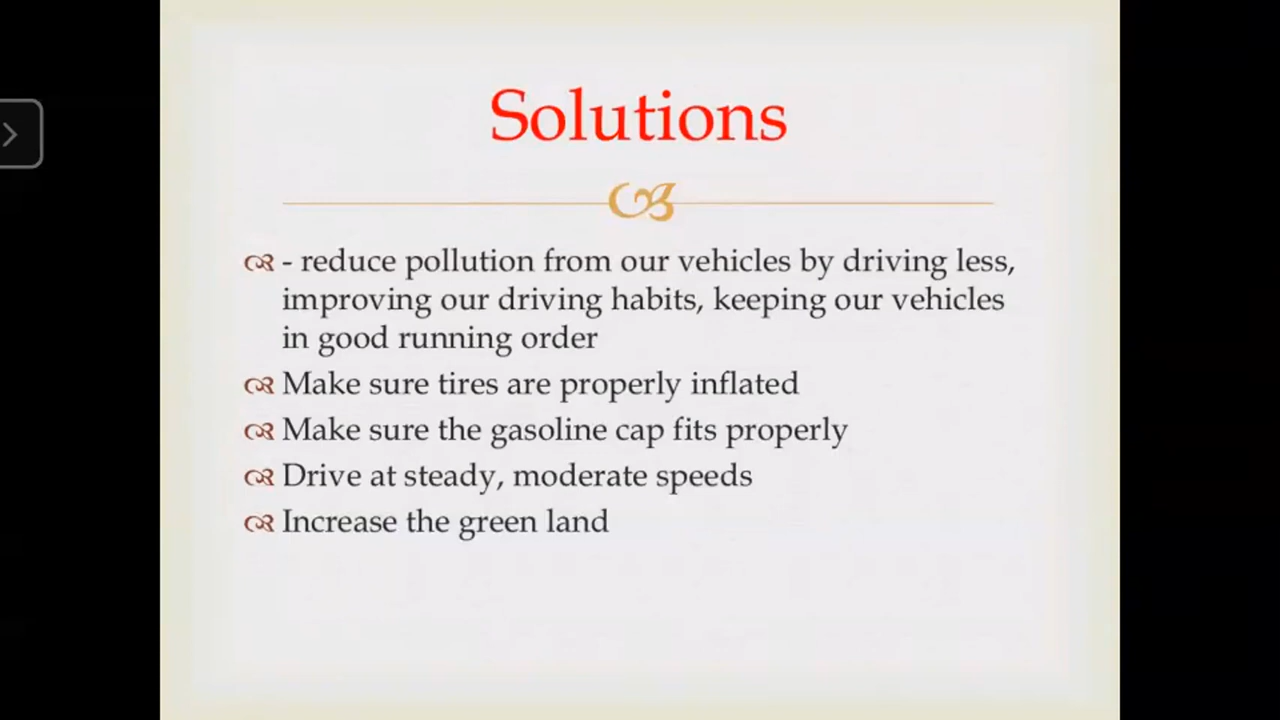 Solutions
- reduce pollution from our vehicles by driving less,
improving our driving habits, keeping our vehicles
in good running order
Make sure tires are properly inflated
Make sure the gasoline cap fits properly
Drive at steady, moderate speeds
Increase the green land